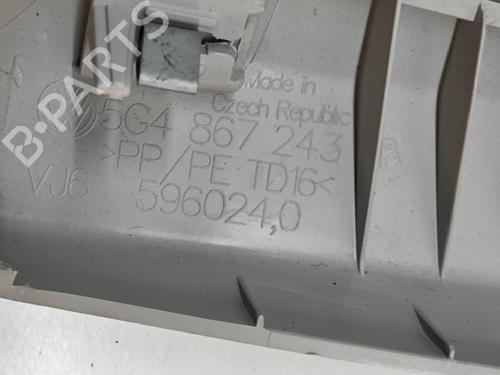 B-PARTS
Made in
Czech Republic
5G4 867 243
>PP/PE TD16<
VJ6
596024,0
B